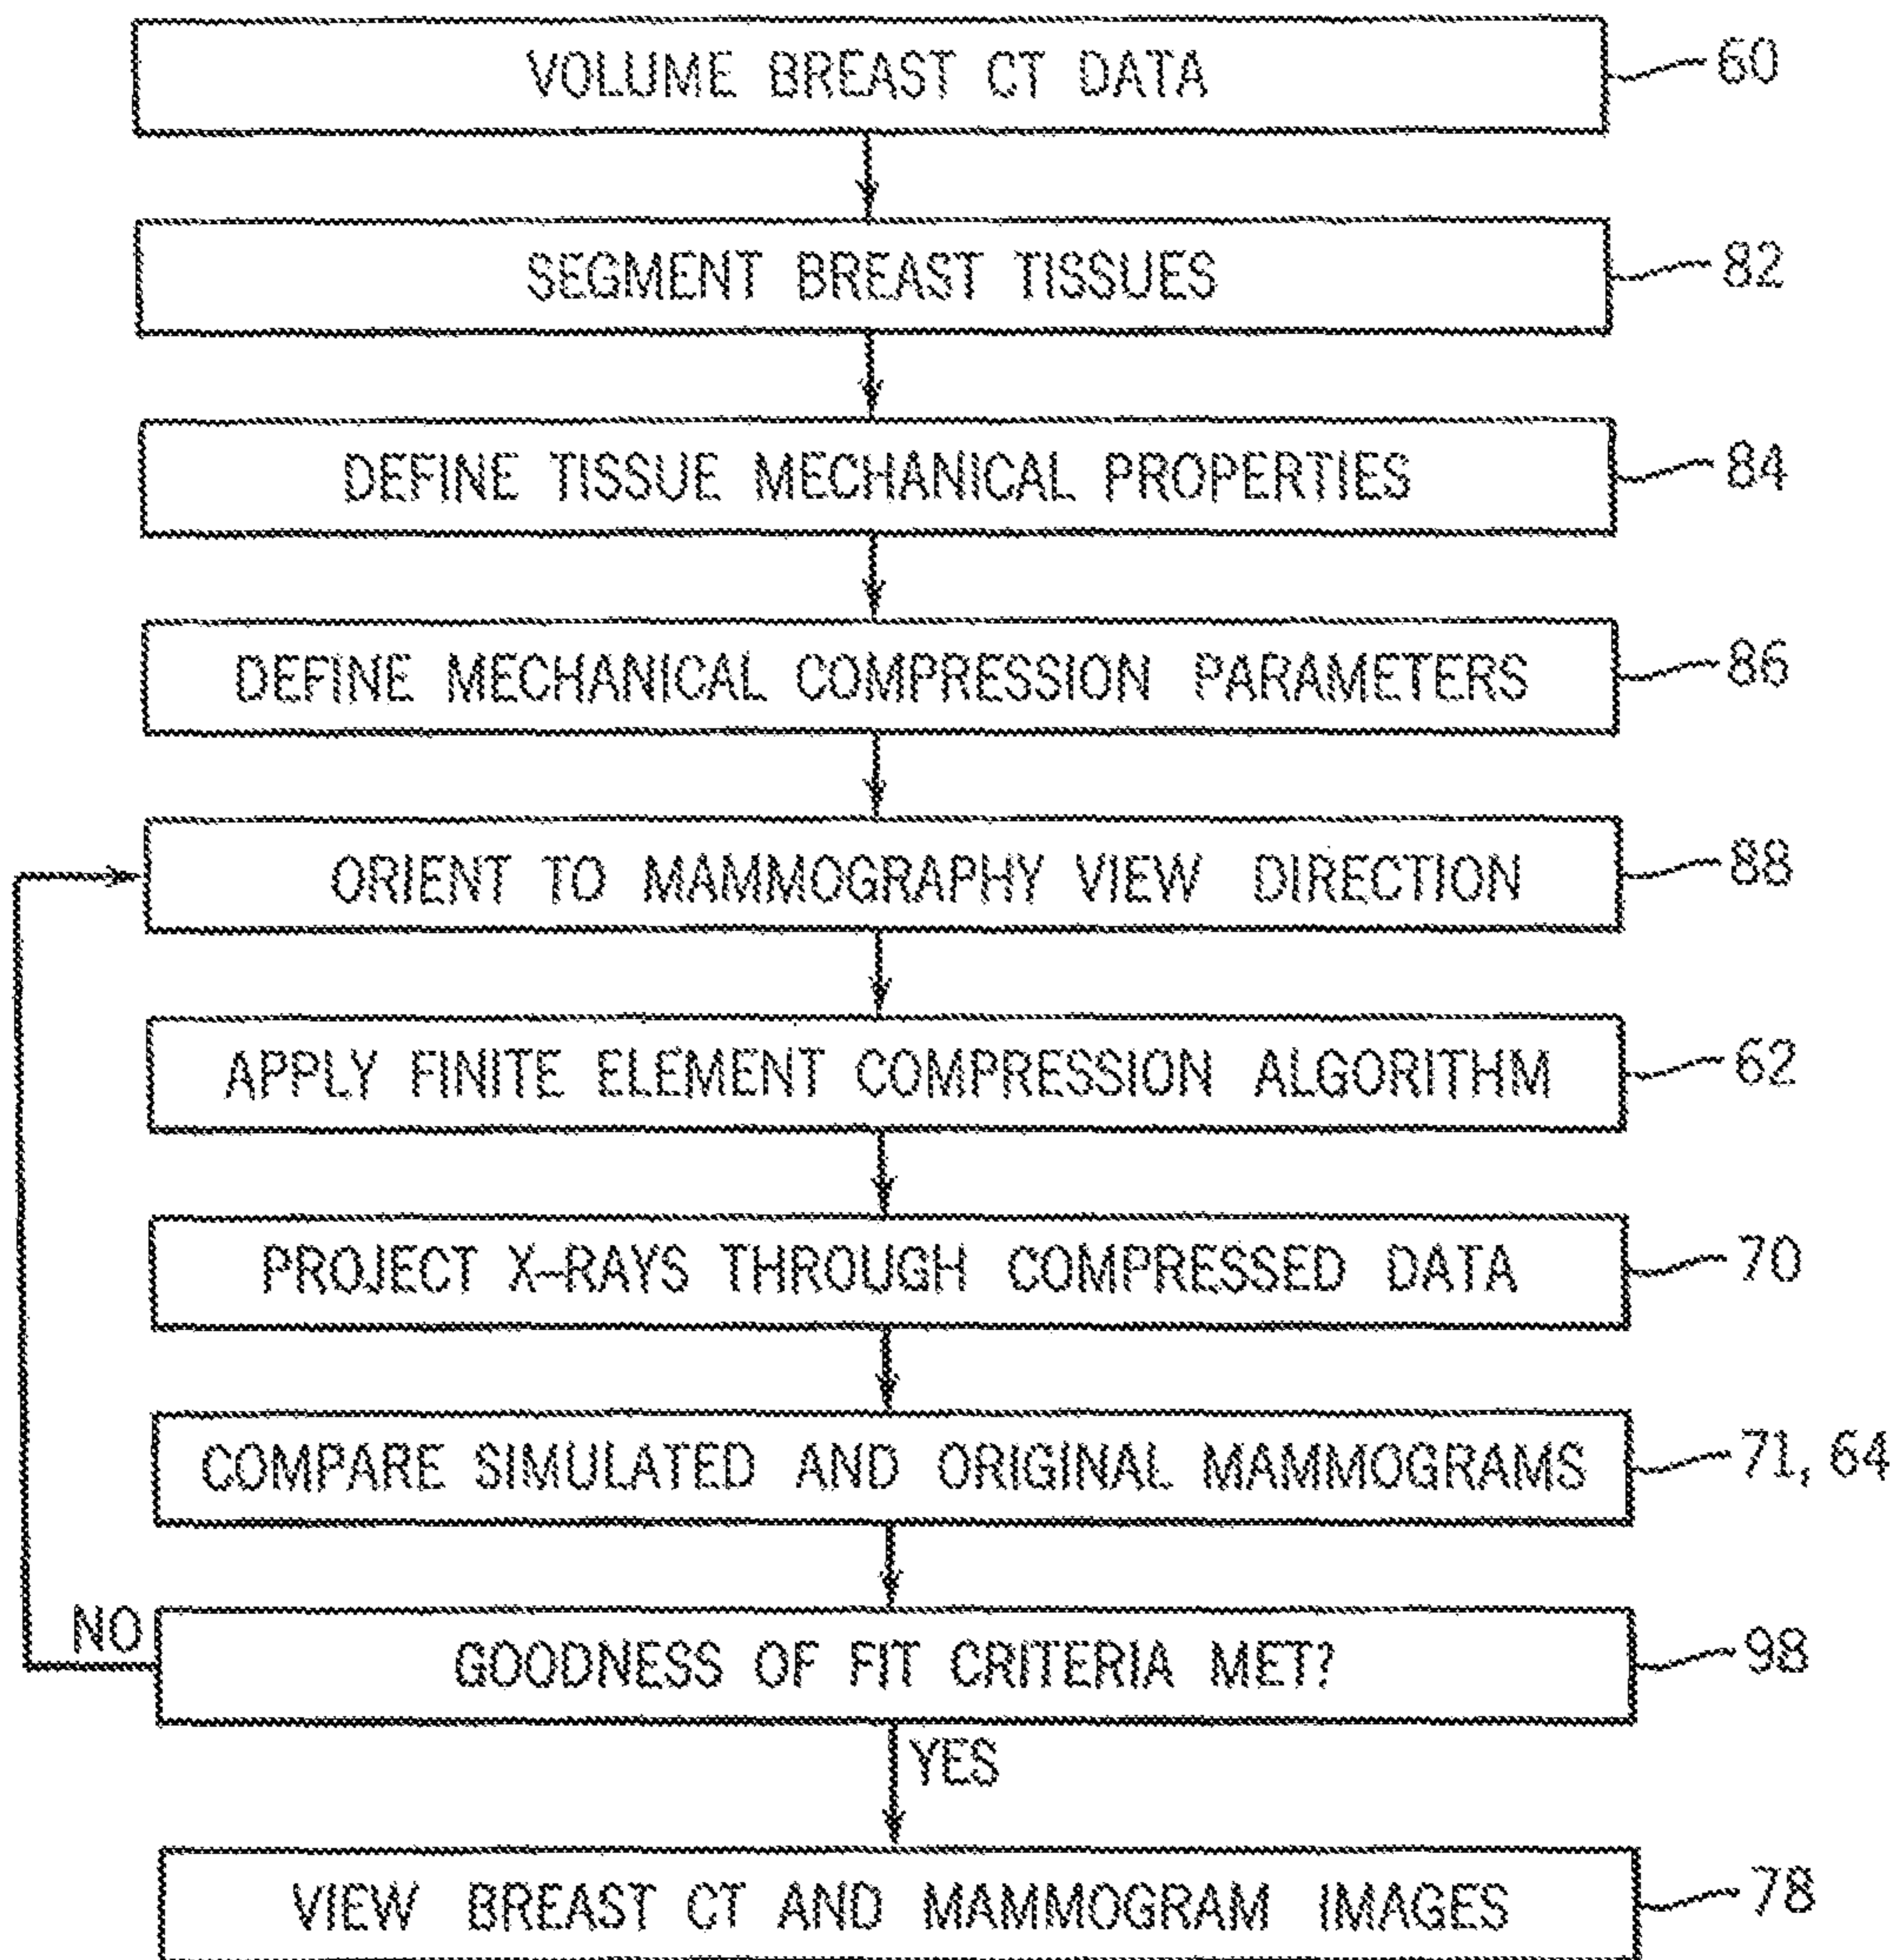 VOLUME BREAST CT DATA 60
SEGMENT BREAST TISSUES 82
DEFINE TISSUE MECHANICAL PROPERTIES 84
DEFINE MECHANICAL COMPRESSION PARAMETERS 86
ORIENT TO MAMMOGRAPHY VIEW DIRECTION 88
APPLY FINITE ELEMENT COMPRESSION ALGORITHM 62
PROJECT X-RAYS THROUGH COMPRESSED DATA 70
COMPARE SIMULATED AND ORIGINAL MAMMOGRAMS 71, 64
NO
GOODNESS OF FIT CRITERIA MET? 98
YES
VIEW BREAST CT AND MAMMOGRAM IMAGES 78